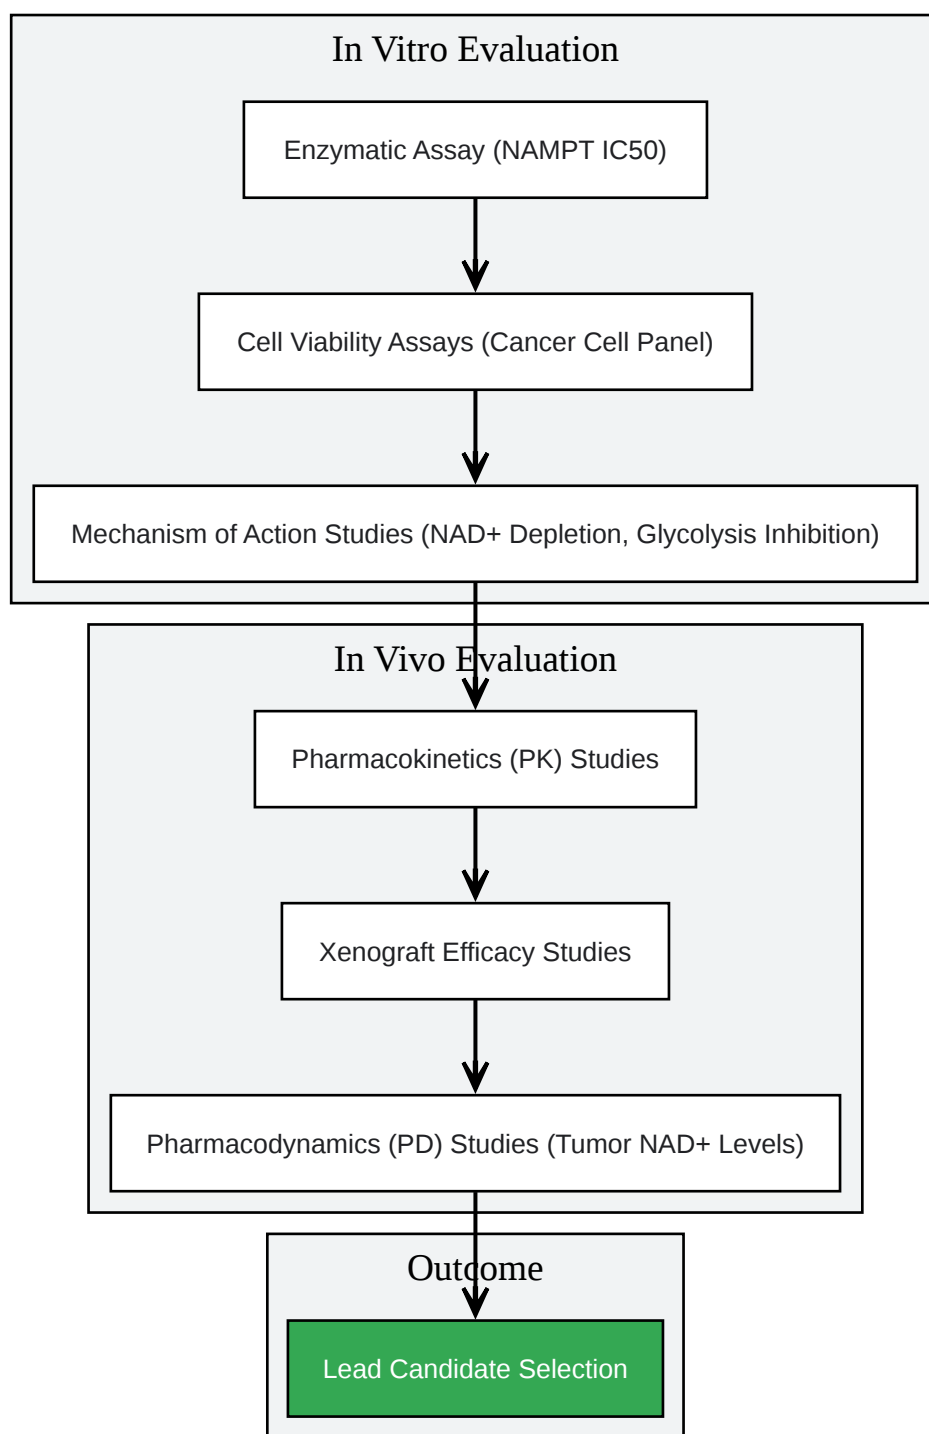 In Vitro Evaluation
Enzymatic Assay (NAMPT IC50)
Cell Viability Assays (Cancer Cell Panel)
Mechanism of Action Studies (NAD+ Depletion, Glycolysis Inhibition)
In Vivo Evaluation
Pharmacokinetics (PK) Studies
Xenograft Efficacy Studies
Pharmacodynamics (PD) Studies (Tumor NAD+ Levels)
Outcome
Lead Candidate Selection